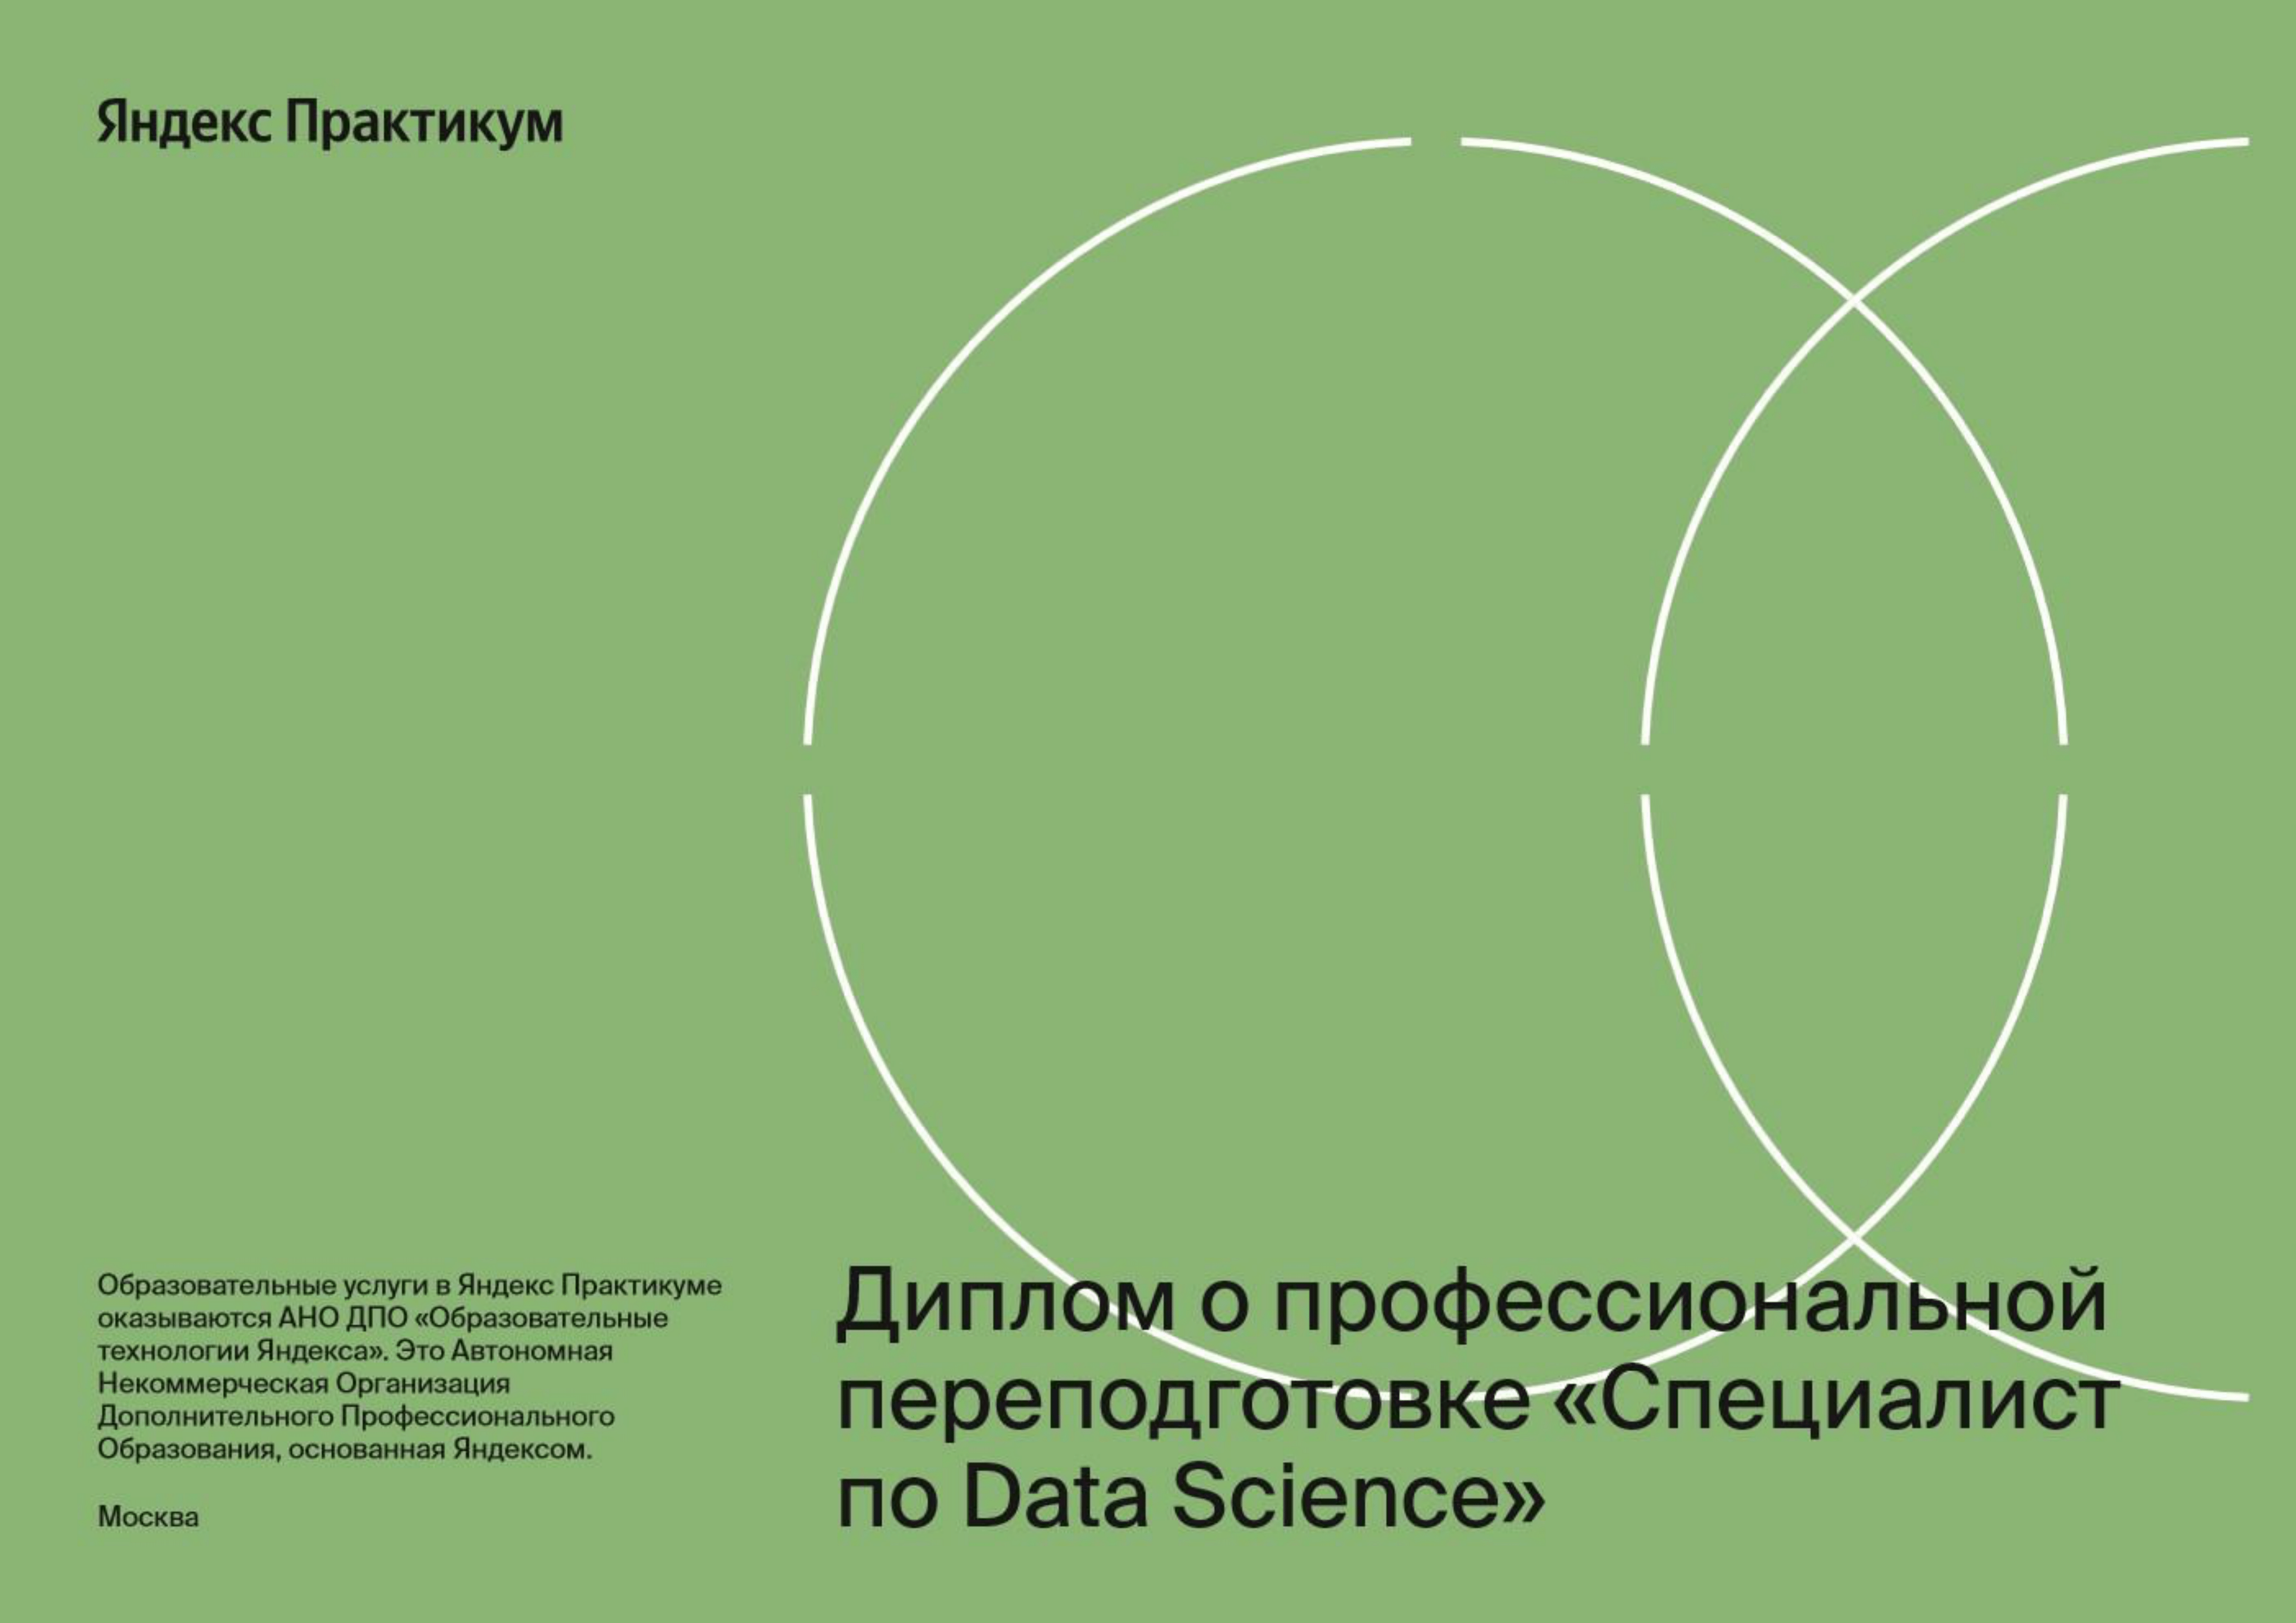 Яндекс Практикум
Образовательные услуги в Яндекс Практикуме
оказываются АНО ДПО «Образовательные
технологии Яндекса». Это Автономная
Некоммерческая Организация
Дополнительного Профессионального
Образования, основанная Яндексом.
Москва
Диплом о профессиональной
переподготовке «Специалист
по Data Science»